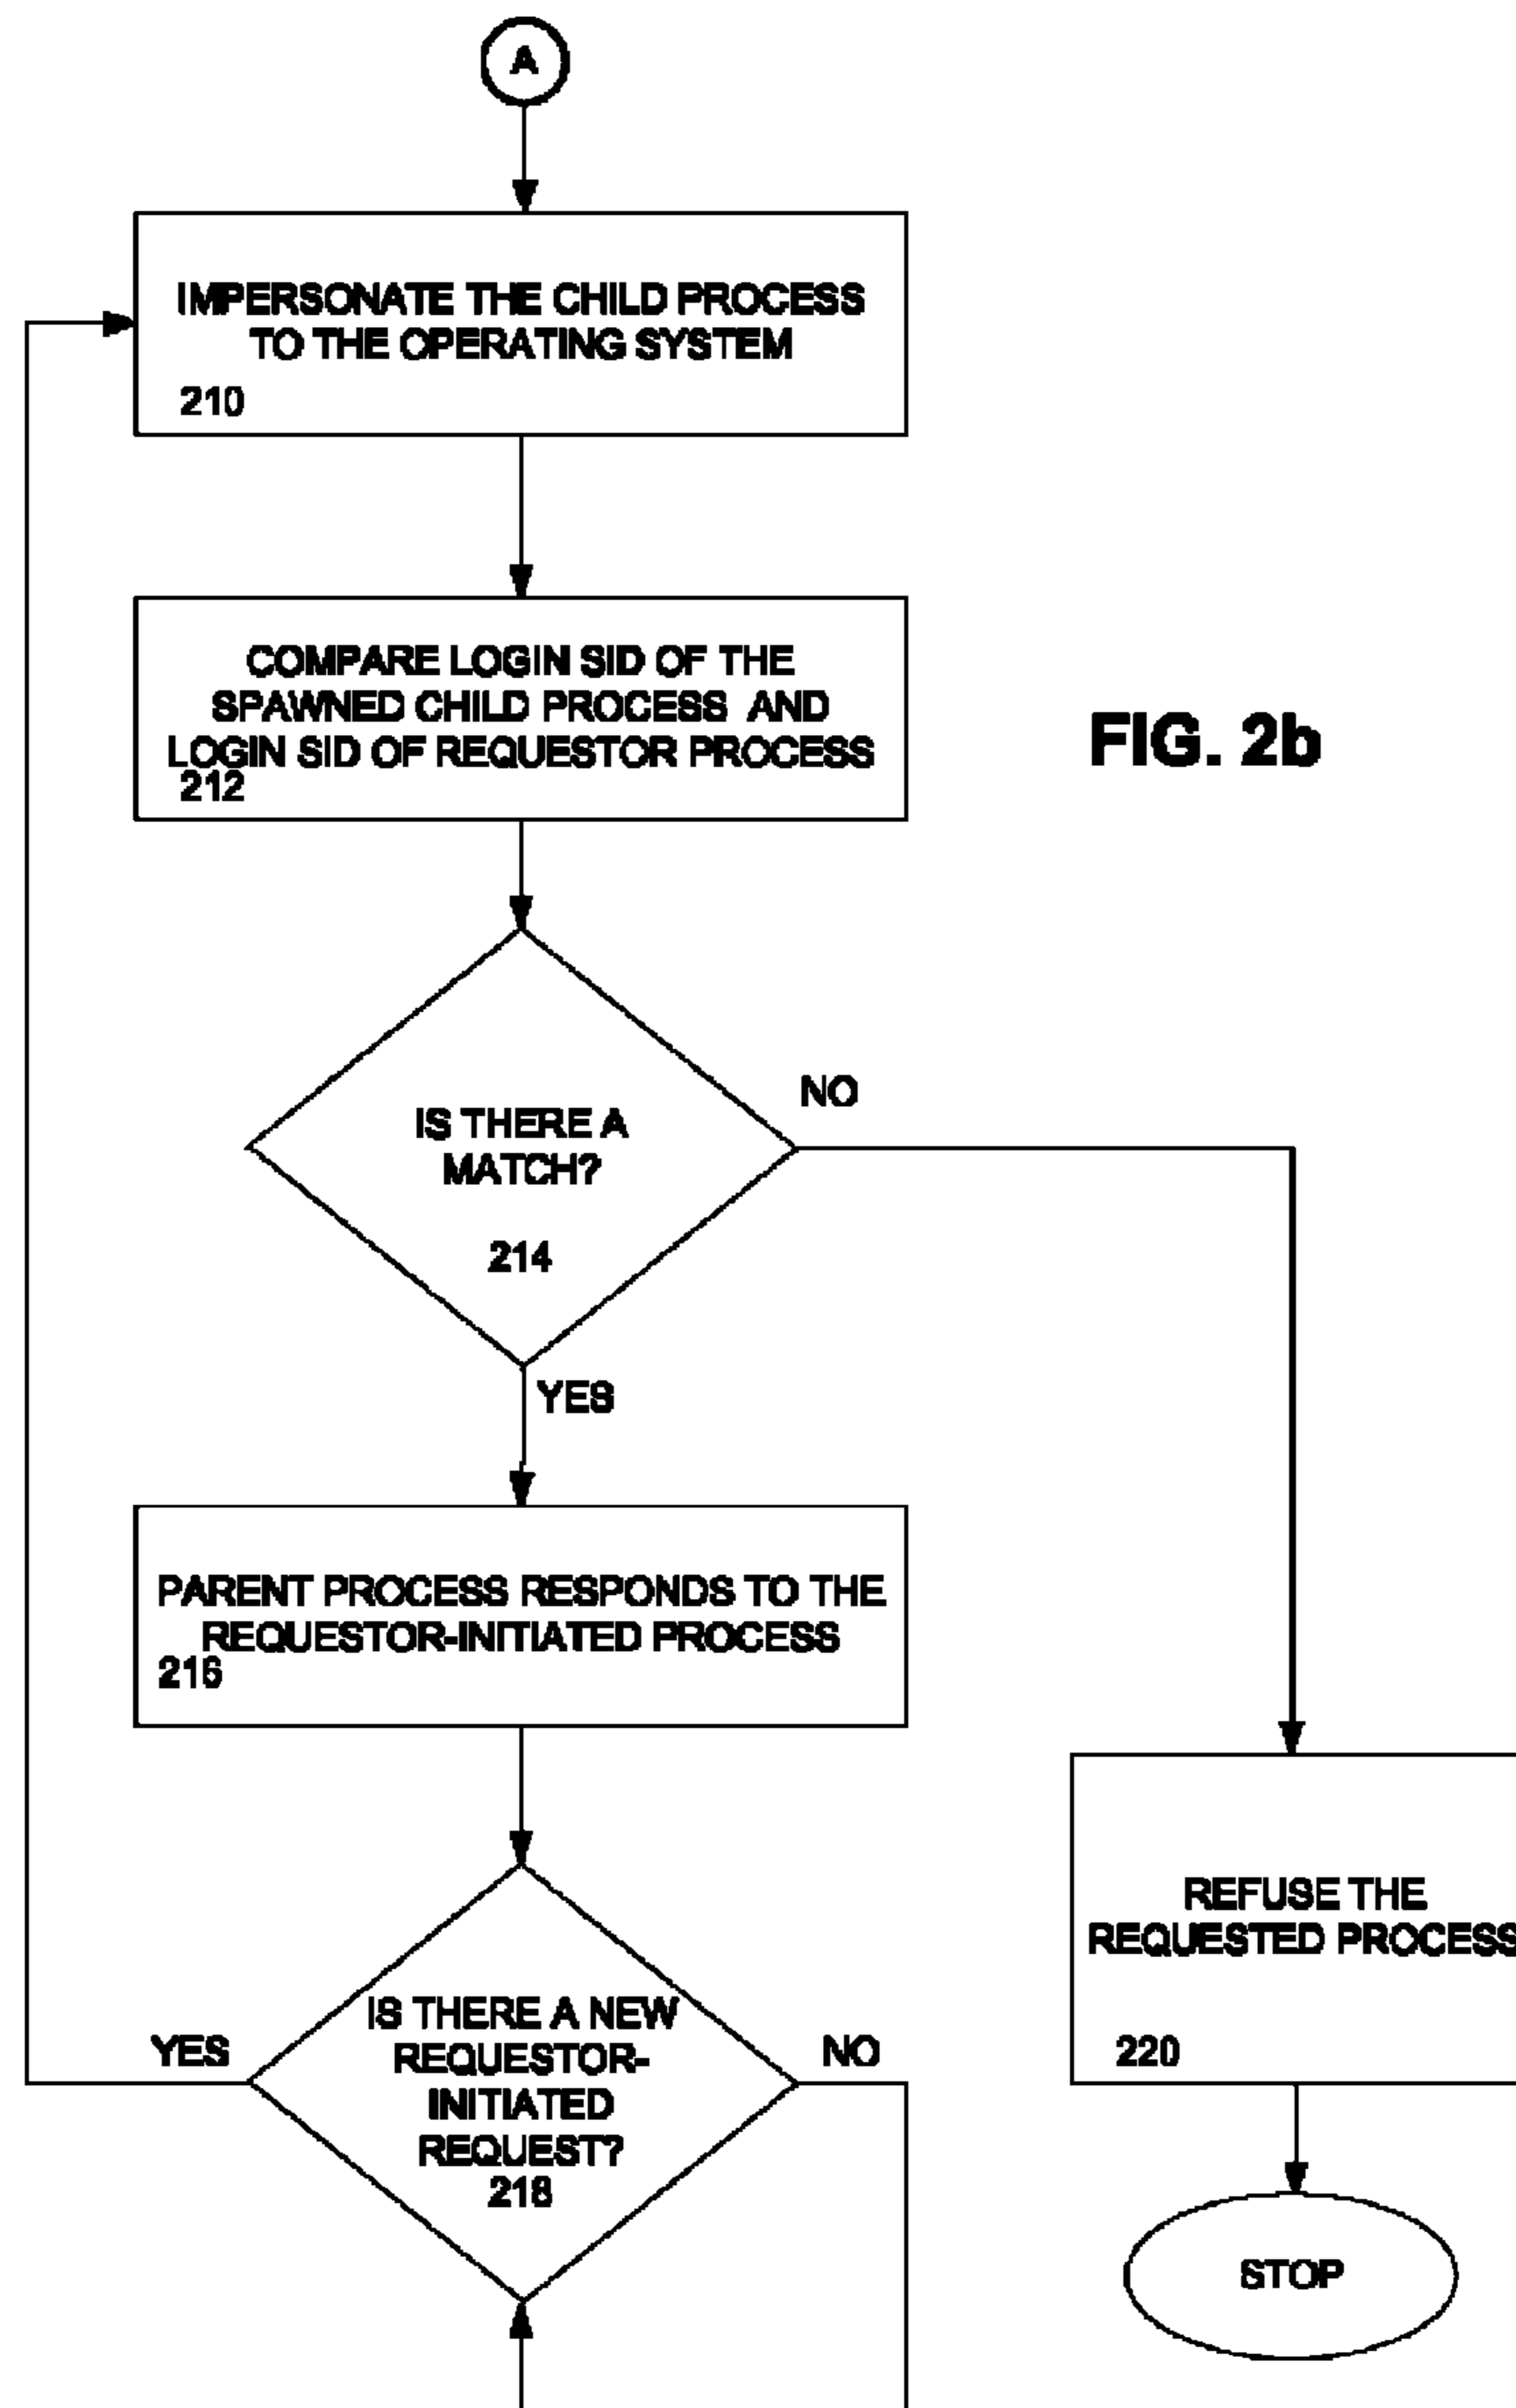 A
IMPERSONATE THE CHILD PROCESS
TO THE OPERATING SYSTEM
210
COMPARE LOGIN SID OF THE
SPAWNED CHILD PROCESS AND
LOGIN SID OF REQUESTOR PROCESS
212
FIG. 2b
IS THERE A
MATCH?
214
NO
YES
PARENT PROCESS RESPONDS TO THE
REQUESTOR-INITIATED PROCESS
216
REFUSE THE
REQUESTED PROCESS
220
IS THERE A NEW
REQUESTOR-
INITIATED
REQUEST?
218
YES
NO
STOP